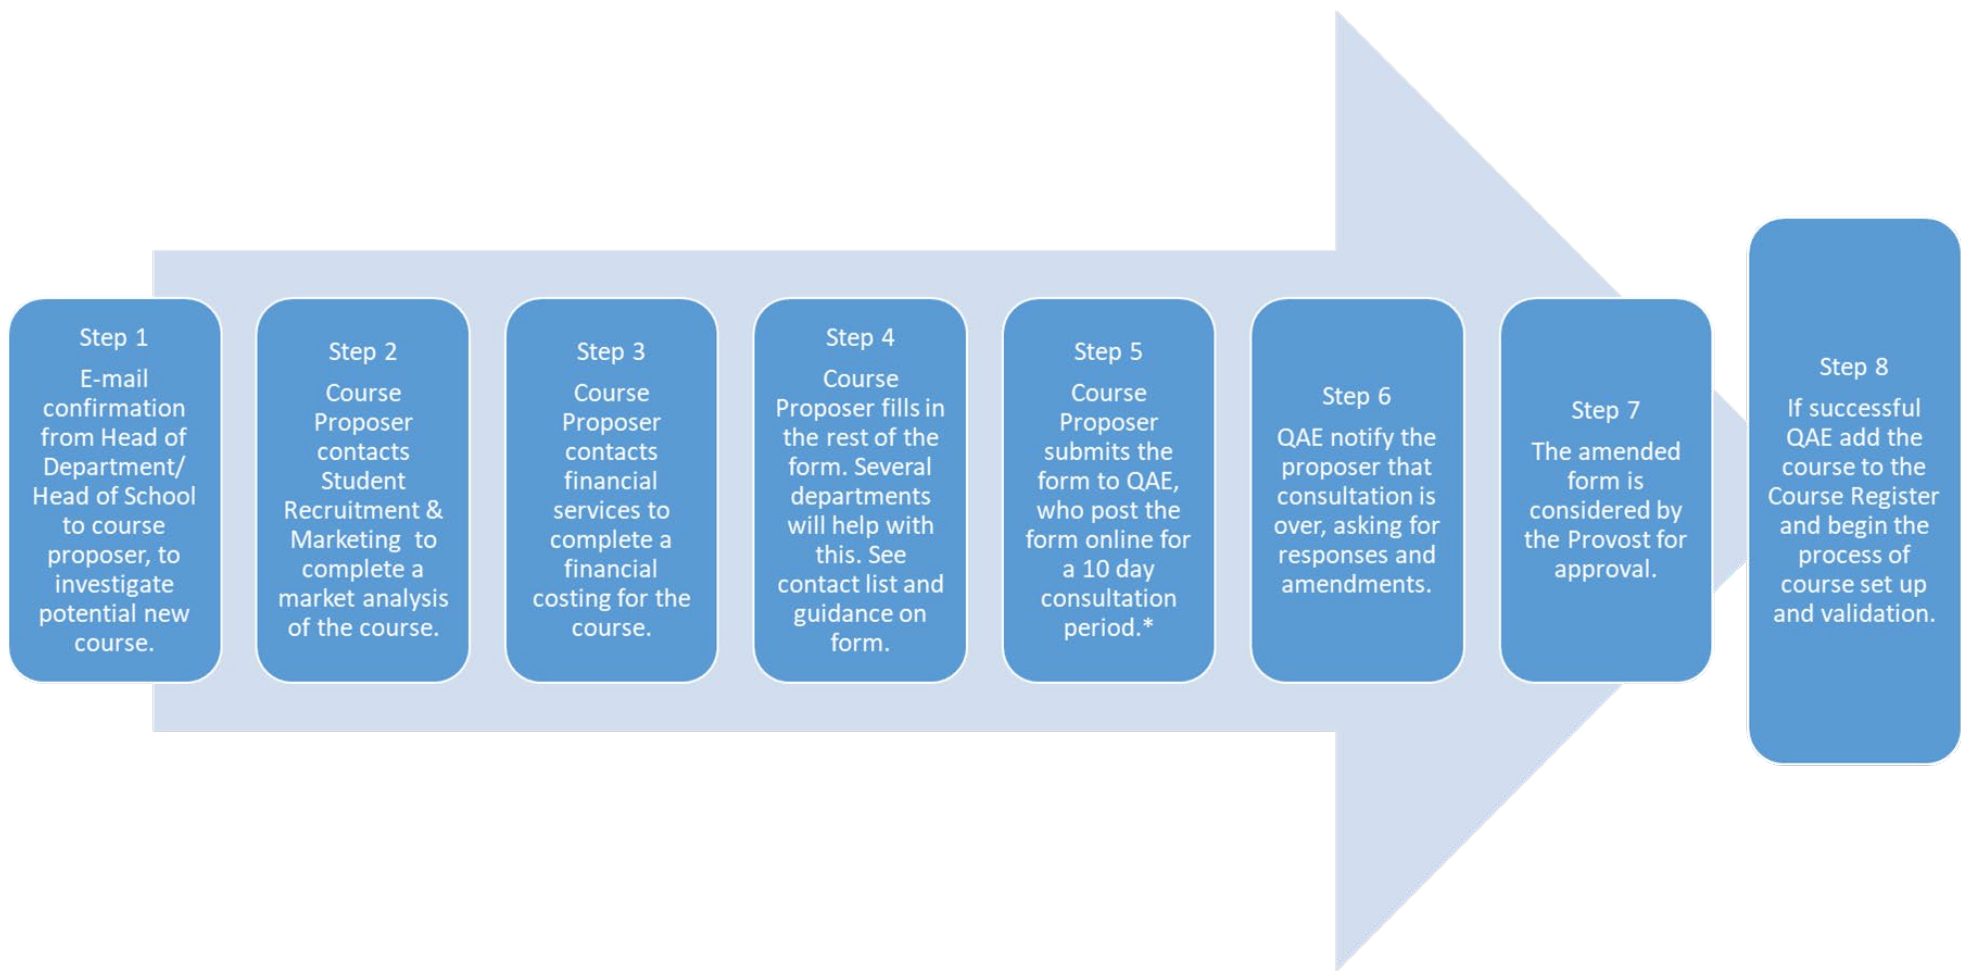 Step 1
E-mail
confirmation
from Head of
Department/
Head of School
to course
proposer, to
investigate
potential new
course.
Step 2
Course
Proposer
contacts
Student
Recruitment &
Marketing to
complete a
market analysis
of the course.
Step 3
Course
Proposer
contacts
financial
services to
complete a
financial
costing for the
course.
Step 4
Course
Proposer fills in
the rest of the
form. Several
departments
will help with
this. See
contact list and
guidance on
form.
Step 5
Course
Proposer
submits the
form to QAE,
who post the
form online for
a 10 day
consultation
period.*
Step 6
QAE notify the
proposer that
consultation is
over, asking for
responses and
amendments.
Step 7
The amended
form is
considered by
the Provost for
approval.
Step 8
If successful
QAE add the
course to the
Course Register
and begin the
process of
course set up
and validation.